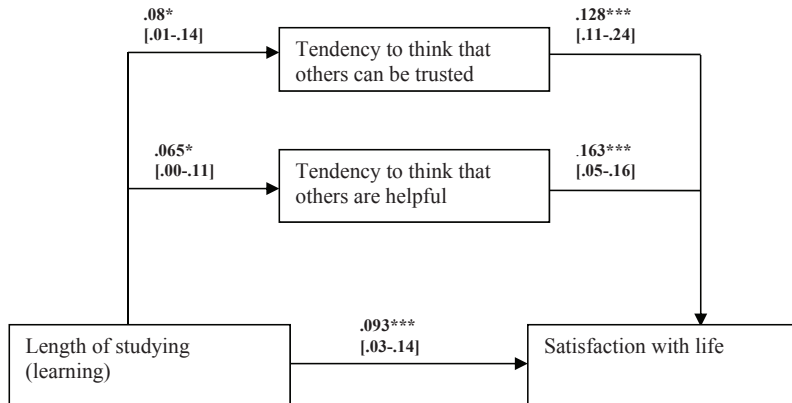 .08*
[.01-.14]
Tendency to think that
others can be trusted
.128***
[.11-.24]
.065*
[.00-.11]
Tendency to think that
others are helpful
.163***
[.05-.16]
Length of studying
(learning)
.093***
[.03-.14]
Satisfaction with life